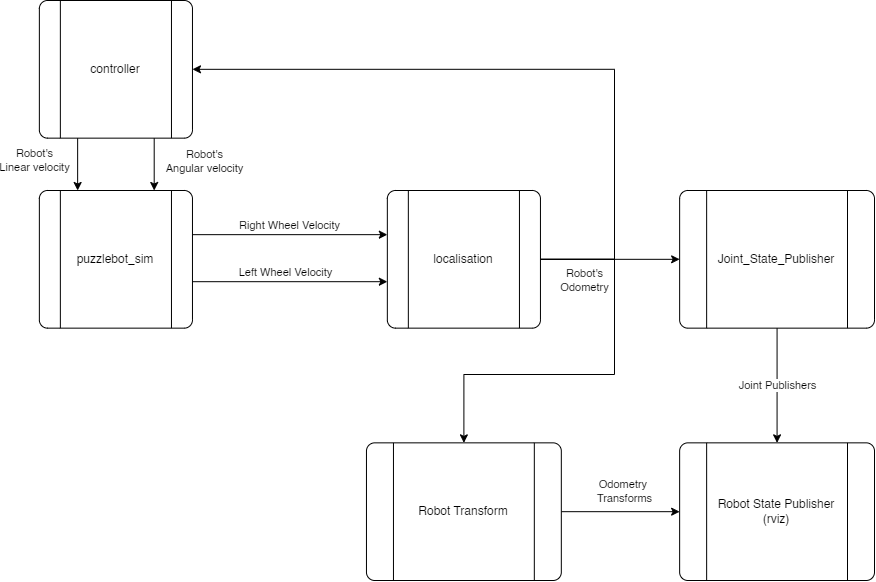 controller
Robot's
Linear velocity
Robot's
Angular velocity
puzzlebot_sim
Right Wheel Velocity
Left Wheel Velocity
localisation
Robot's
Odometry
Joint_State_Publisher
Joint Publishers
Robot Transform
Odometry
Transforms
Robot State Publisher
(rviz)